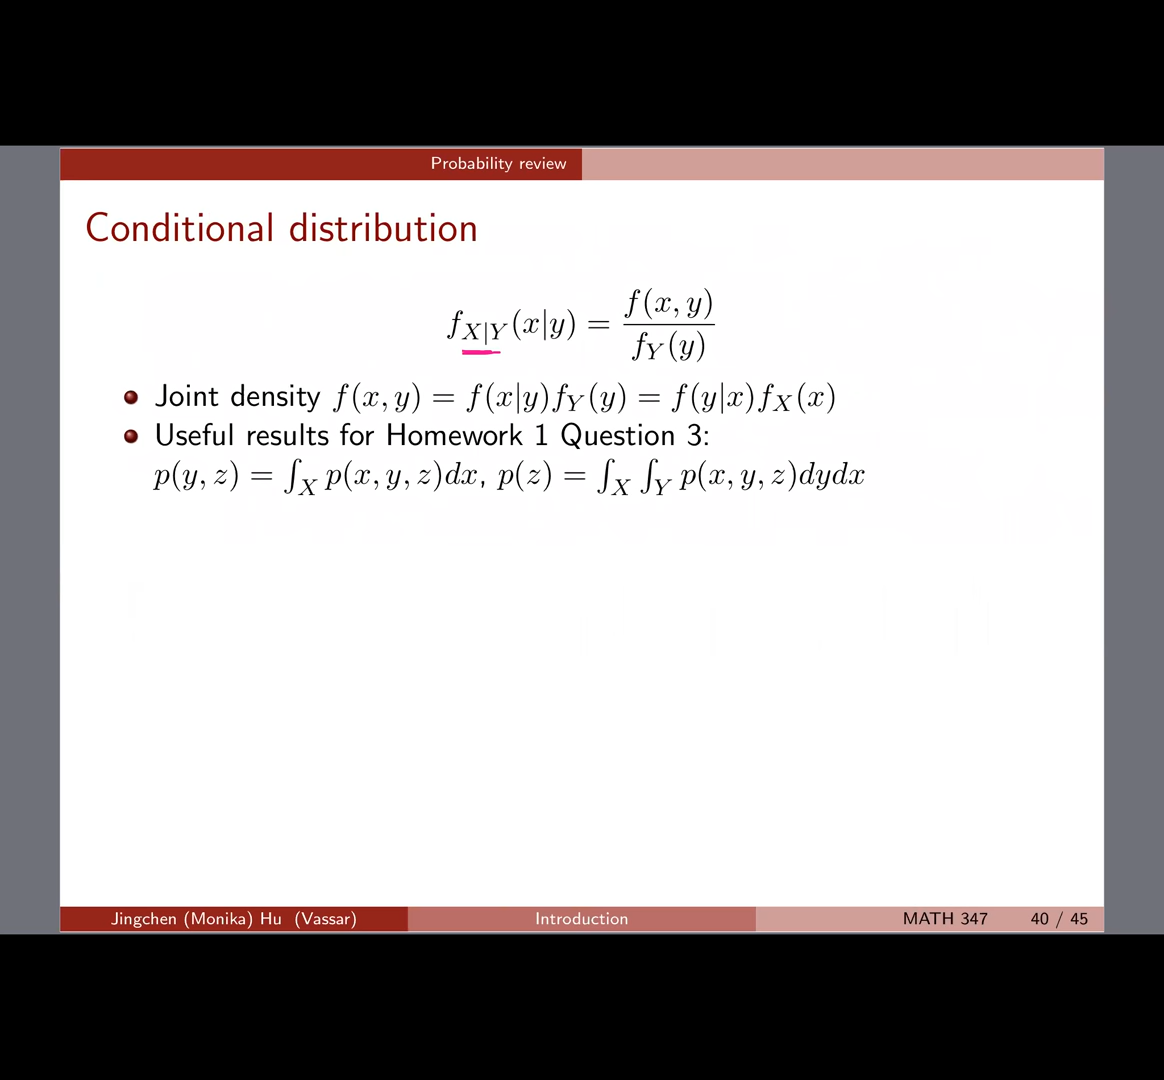 Probability review
Conditional distribution
f_{X|Y}(x|y) = \frac{f(x, y)}{f_Y(y)}
Joint density f(x, y) = f(x|y)f_Y(y) = f(y|x)f_X(x)
Useful results for Homework 1 Question 3:
p(y, z) = ∫_X p(x, y, z)dx, p(z) = ∫_X ∫_Y p(x, y, z)dydx
Jingchen (Monika) Hu (Vassar) Introduction MATH 347 40 / 45